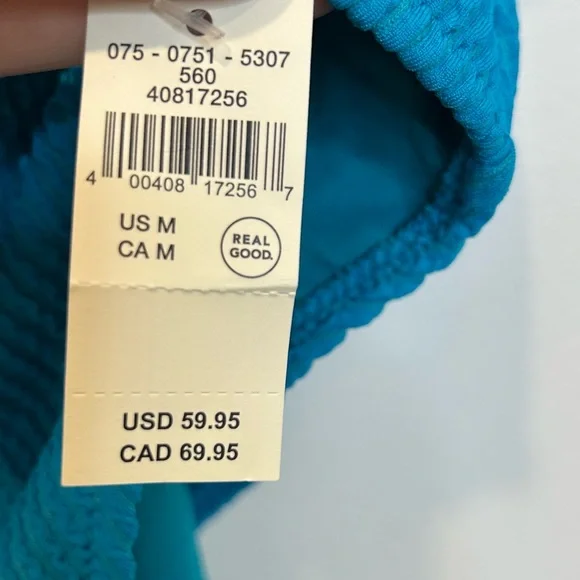 075 - 0751 - 5307
560
40817256
4 00408 17256 7
US M
CA M
REAL
GOOD.
USD 59.95
CAD 69.95